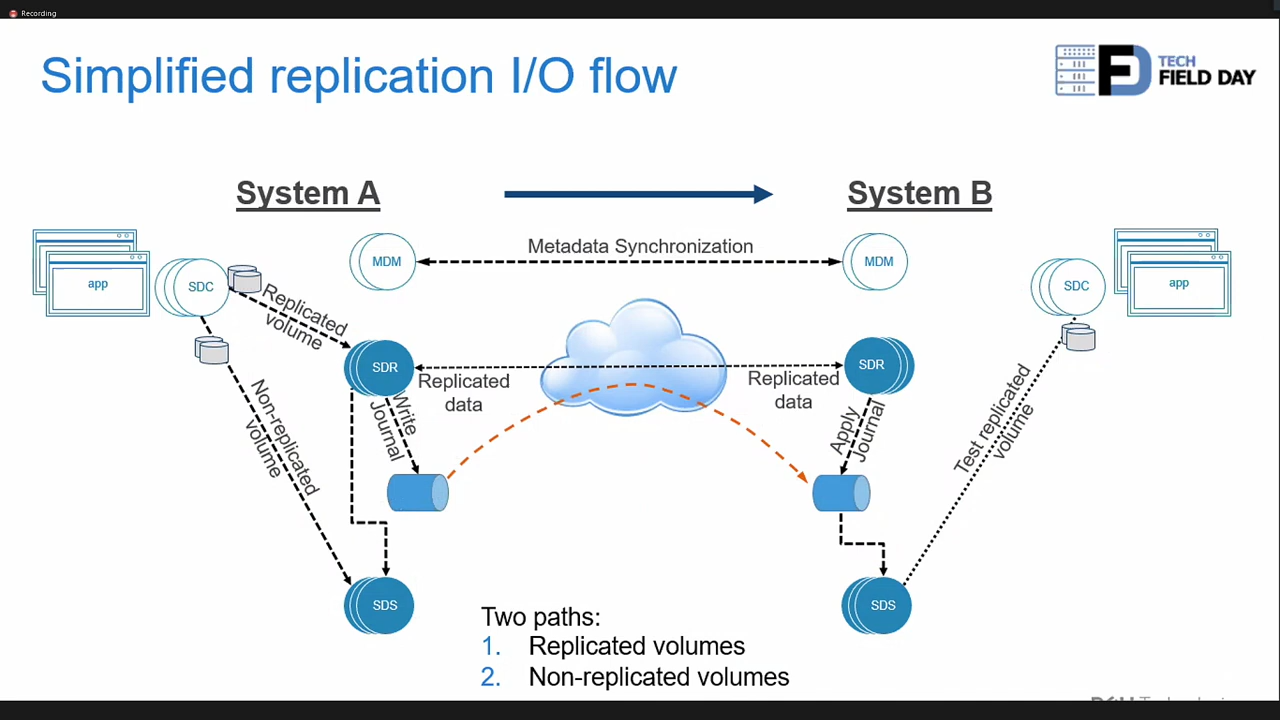 Recording
Simplified replication I/O flow
TECH
FIELD DAY
System A
System B
Metadata Synchronization
MDM
MDM
app
SDC
Replicated
volume
SDC
app
SDR
Replicated
data
Replicated
data
SDR
Write
Journal
Apply
Journal
Non-replicated
volume
Test replicated
volume
SDS
SDS
Two paths:
1. Replicated volumes
2. Non-replicated volumes